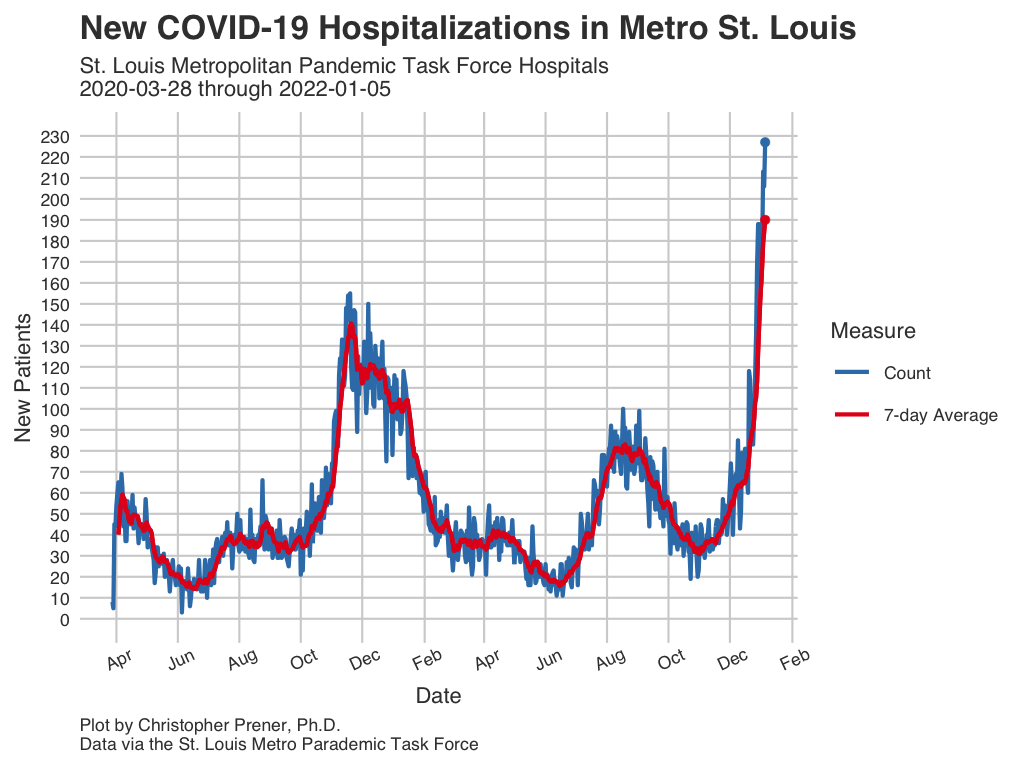 New COVID-19 Hospitalizations in Metro St. Louis
St. Louis Metropolitan Pandemic Task Force Hospitals
2020-03-28 through 2022-01-05
230
220
210
200
190
180
170
160
150
140
130
120
110
100
90
80
70
60
50
40
30
20
10
0
New Patients
Apr
Jun
Aug
Oct
Dec
Feb
Apr
Jun
Aug
Oct
Dec
Feb
Date
Measure
Count
7-day Average
Plot by Christopher Prener, Ph.D.
Data via the St. Louis Metro Parademic Task Force